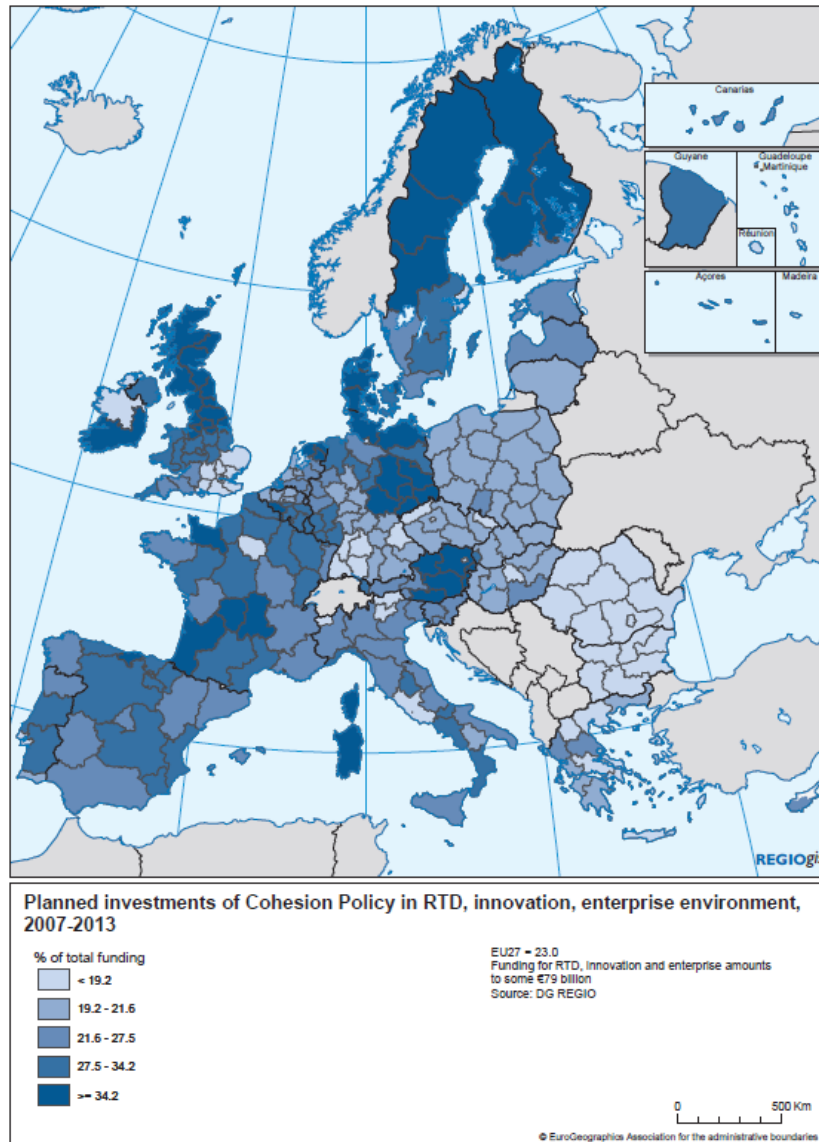 Canarias
Guyane
Guadeloupe
Martinique
Réunion
Açores
Madeira
REGIOgis
Planned investments of Cohesion Policy in RTD, innovation, enterprise environment,
2007-2013
% of total funding
< 19.2
19.2 - 21.6
21.6 - 27.5
27.5 - 34.2
>= 34.2
EU27 = 23.0
Funding for RTD, innovation and enterprise amounts
to some €79 billion
Source: DG REGIO
0 500 Km
© EuroGeographics Association for the administrative boundaries